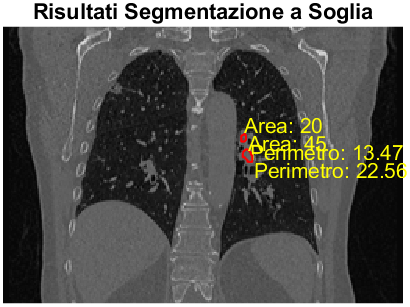 Risultati Segmentazione a Soglia
Area: 20
Area: 45
Perimetro: 13.47
Perimetro: 22.56